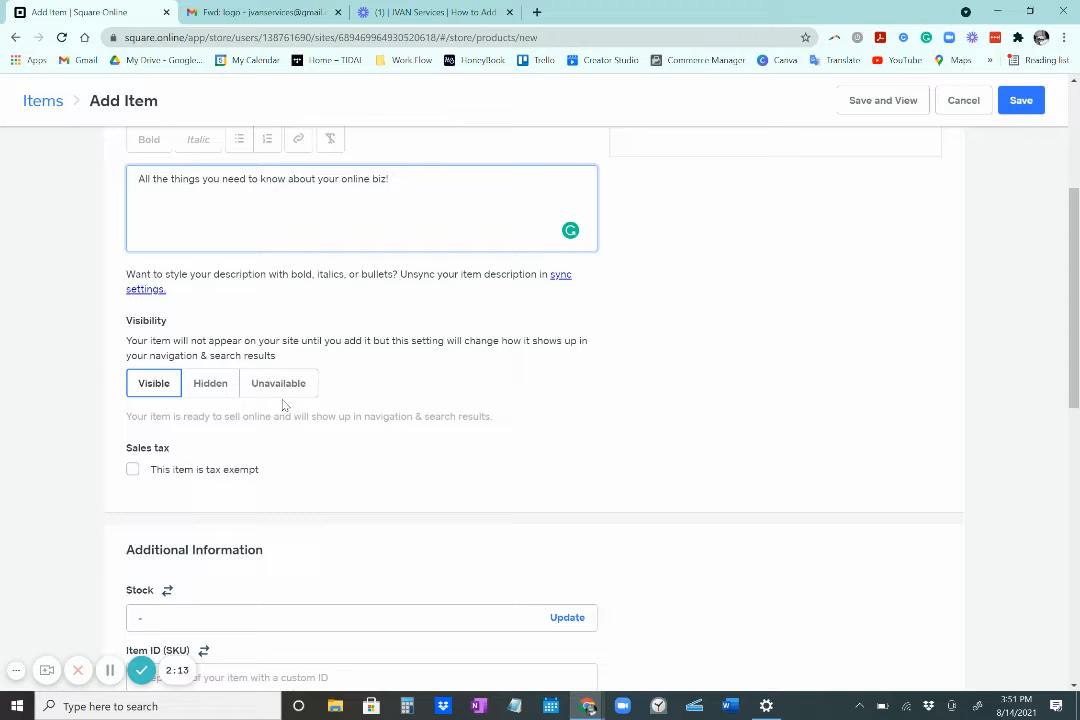 Add Item | Square Online
Fwd: logo - jvanservices@gmail.
(1) | IVAN Services | How to Add
square.online/app/store/users/138761690/sites/689469964930520618/#/store/products/new
Apps
Gmail
My Drive - Google...
My Calendar
Home — TIDAL
Work Flow
HoneyBook
Trello
Creator Studio
Commerce Manager
Canva
Translate
YouTube
Maps
»
Reading list
Items > Add Item
Save and View
Cancel
Save
Bold
Italic
All the things you need to know about your online biz!
Want to style your description with bold, italics, or bullets? Unsync your item description in sync
settings.
Visibility
Your item will not appear on your site until you add it but this setting will change how it shows up in
your navigation & search results
Visible
Hidden
Unavailable
Your item is ready to sell online and will show up in navigation & search results.
Sales tax
This item is tax exempt
Additional Information
Stock
-
Update
Item ID (SKU)
of your item with a custom ID
2:13
Type here to search
3:51 PM
8/14/2021